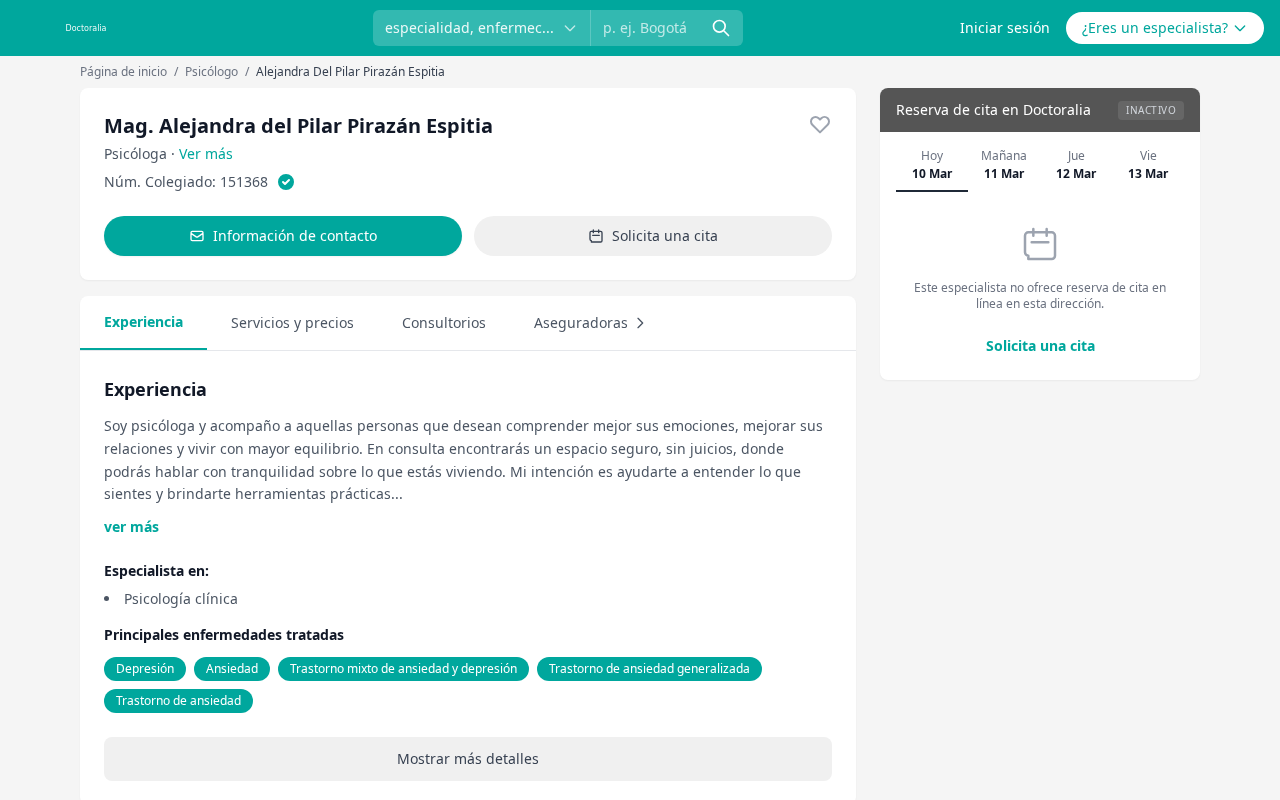 Doctoralia
especialidad, enfermec...
p. ej. Bogotá
Iniciar sesión
¿Eres un especialista?
Página de inicio / Psicólogo / Alejandra Del Pilar Pirazán Espitia
Mag. Alejandra del Pilar Pirazán Espitia
Psicóloga · Ver más
Núm. Colegiado: 151368
Información de contacto
Solicita una cita
Reserva de cita en Doctoralia
INACTIVO
Hoy
10 Mar
Mañana
11 Mar
Jue
12 Mar
Vie
13 Mar
Este especialista no ofrece reserva de cita en
línea en esta dirección.
Solicita una cita
Experiencia
Servicios y precios
Consultorios
Aseguradoras
Experiencia
Soy psicóloga y acompaño a aquellas personas que desean comprender mejor sus emociones, mejorar sus
relaciones y vivir con mayor equilibrio. En consulta encontrarás un espacio seguro, sin juicios, donde
podrás hablar con tranquilidad sobre lo que estás viviendo. Mi intención es ayudarte a entender lo que
sientes y brindarte herramientas prácticas...
ver más
Especialista en:
• Psicología clínica
Principales enfermedades tratadas
Depresión
Ansiedad
Trastorno mixto de ansiedad y depresión
Trastorno de ansiedad generalizada
Trastorno de ansiedad
Mostrar más detalles